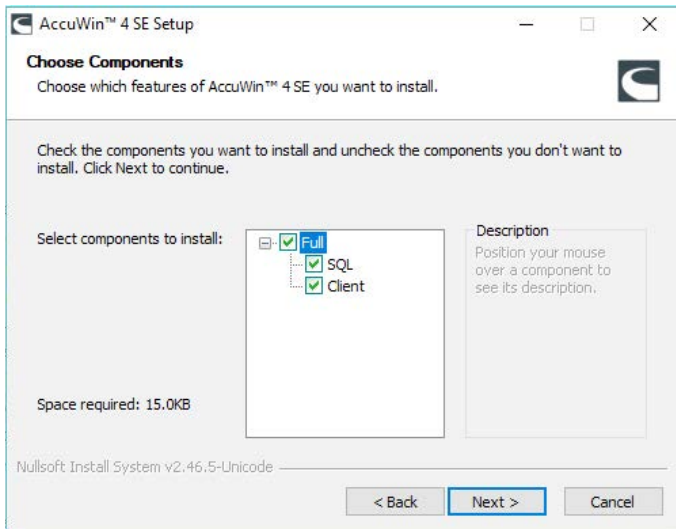 AccuWin™ 4 SE Setup
Choose Components
Choose which features of AccuWin™ 4 SE you want to install.
Check the components you want to install and uncheck the components you don't want to
install. Click Next to continue.
Select components to install:
Full
SQL
Client
Description
Position your mouse
over a component to
see its description.
Space required: 15.0KB
Nullsoft Install System v2.46.5-Unicode
< Back
Next >
Cancel